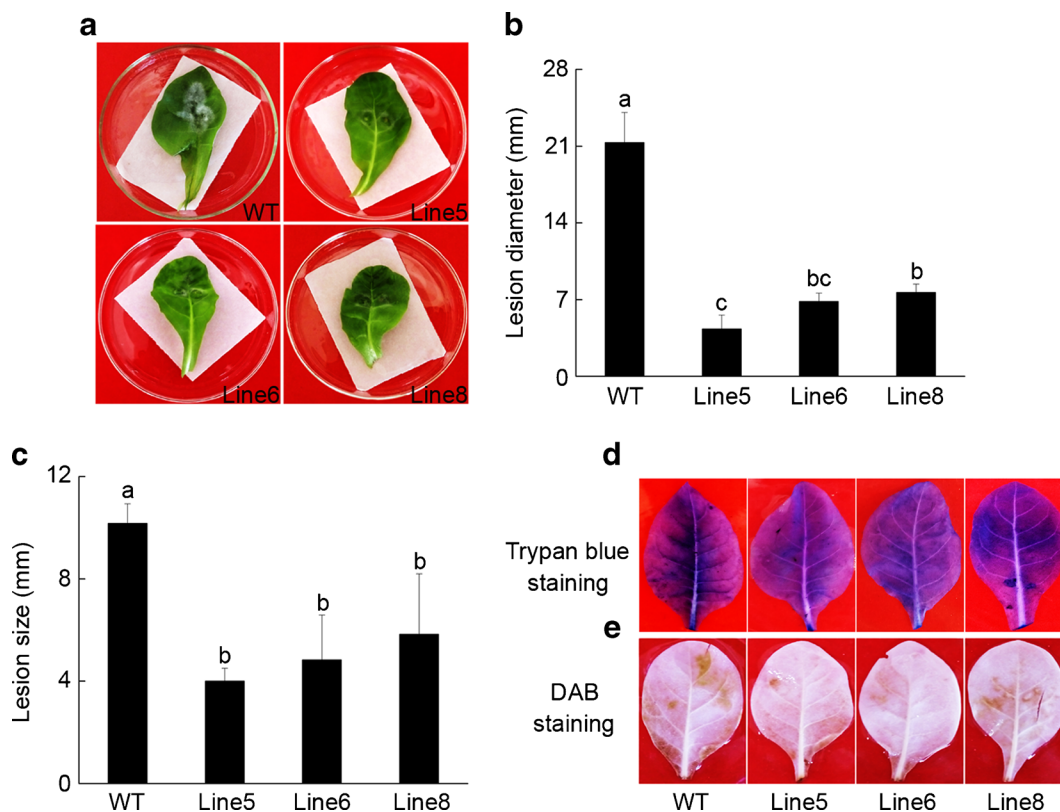 a
WT
Line5
Line6
Line8
b
Lesion diameter (mm)
28
21
14
7
0
a
c
bc
b
WT
Line5
Line6
Line8
c
Lesion size (mm)
12
8
4
0
a
b
b
b
WT
Line5
Line6
Line8
d
Trypan blue
staining
e
DAB
staining
WT
Line5
Line6
Line8